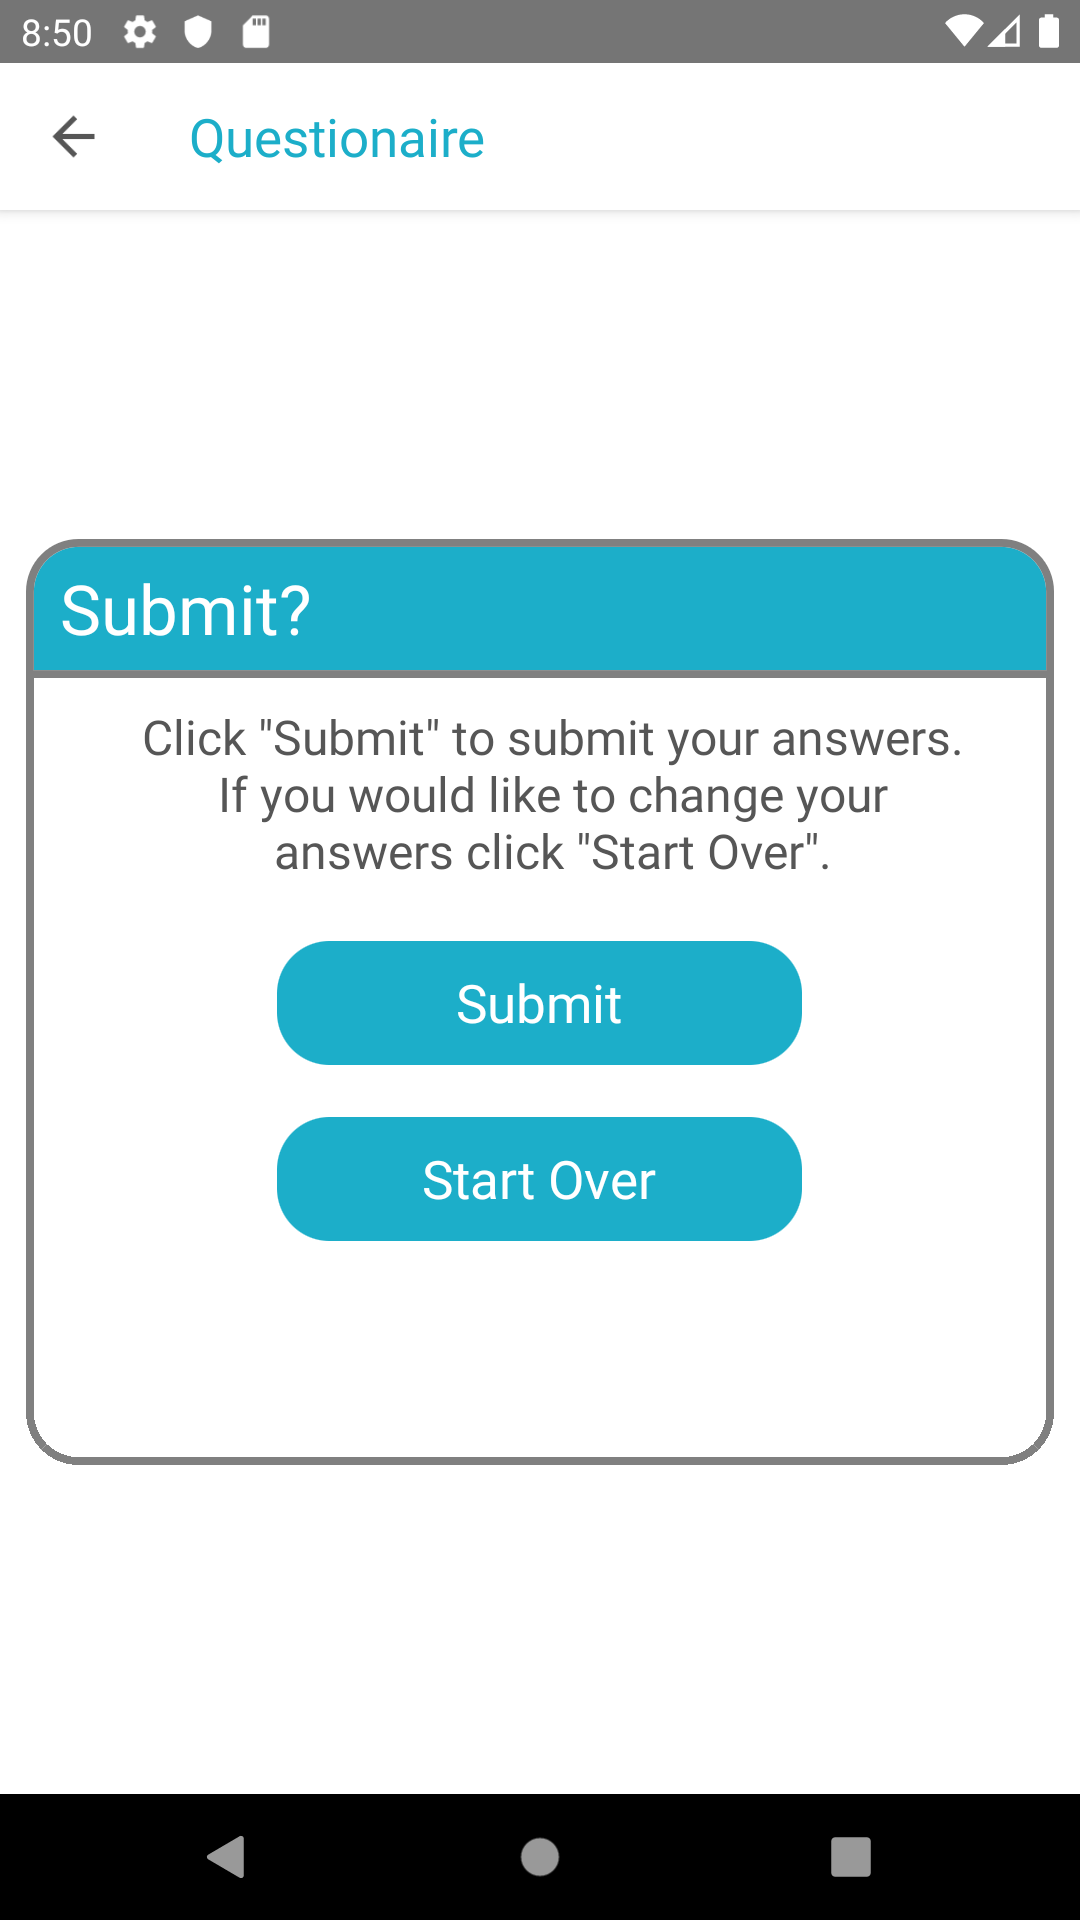 8:50
Questionaire
Submit?
Click "Submit" to submit your answers.
If you would like to change your
answers click "Start Over".
Submit
Start Over